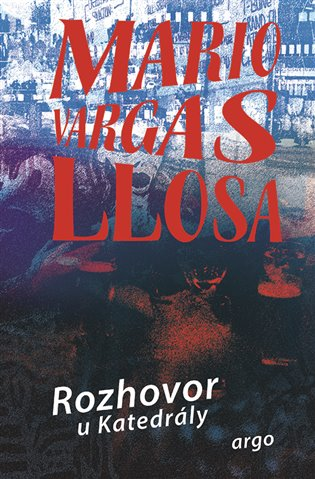 MARIO
VARGAS
LLOSA
Rozhovor
u Katedrály
argo